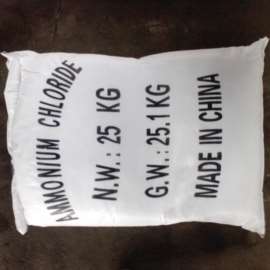 AMMONIUM CHLORIDE
N.W.: 25 KG
G.W.: 25.1 KG
MADE IN CHINA